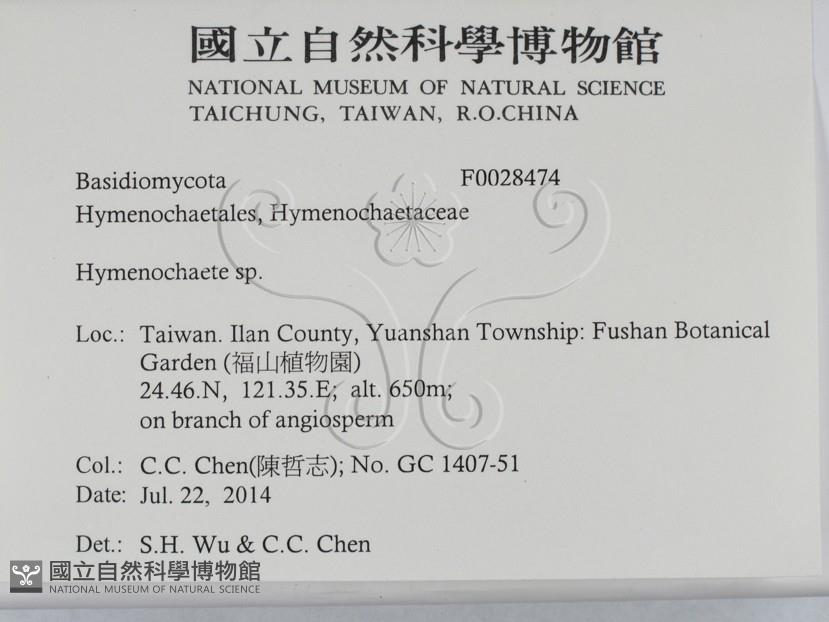 國立自然科學博物館
NATIONAL MUSEUM OF NATURAL SCIENCE
TAICHUNG, TAIWAN, R.O.CHINA
Basidiomycota F0028474
Hymenochaetales, Hymenochaetaceae
Hymenochaete sp.
Loc.: Taiwan. Ilan County, Yuanshan Township: Fushan Botanical
Garden (福山植物園)
24.46.N, 121.35.E; alt. 650m;
on branch of angiosperm
Col.: C.C. Chen(陳哲志); No. GC 1407-51
Date: Jul. 22, 2014
Det.: S.H. Wu & C.C. Chen
國立自然科學博物館
NATIONAL MUSEUM OF NATURAL SCIENCE